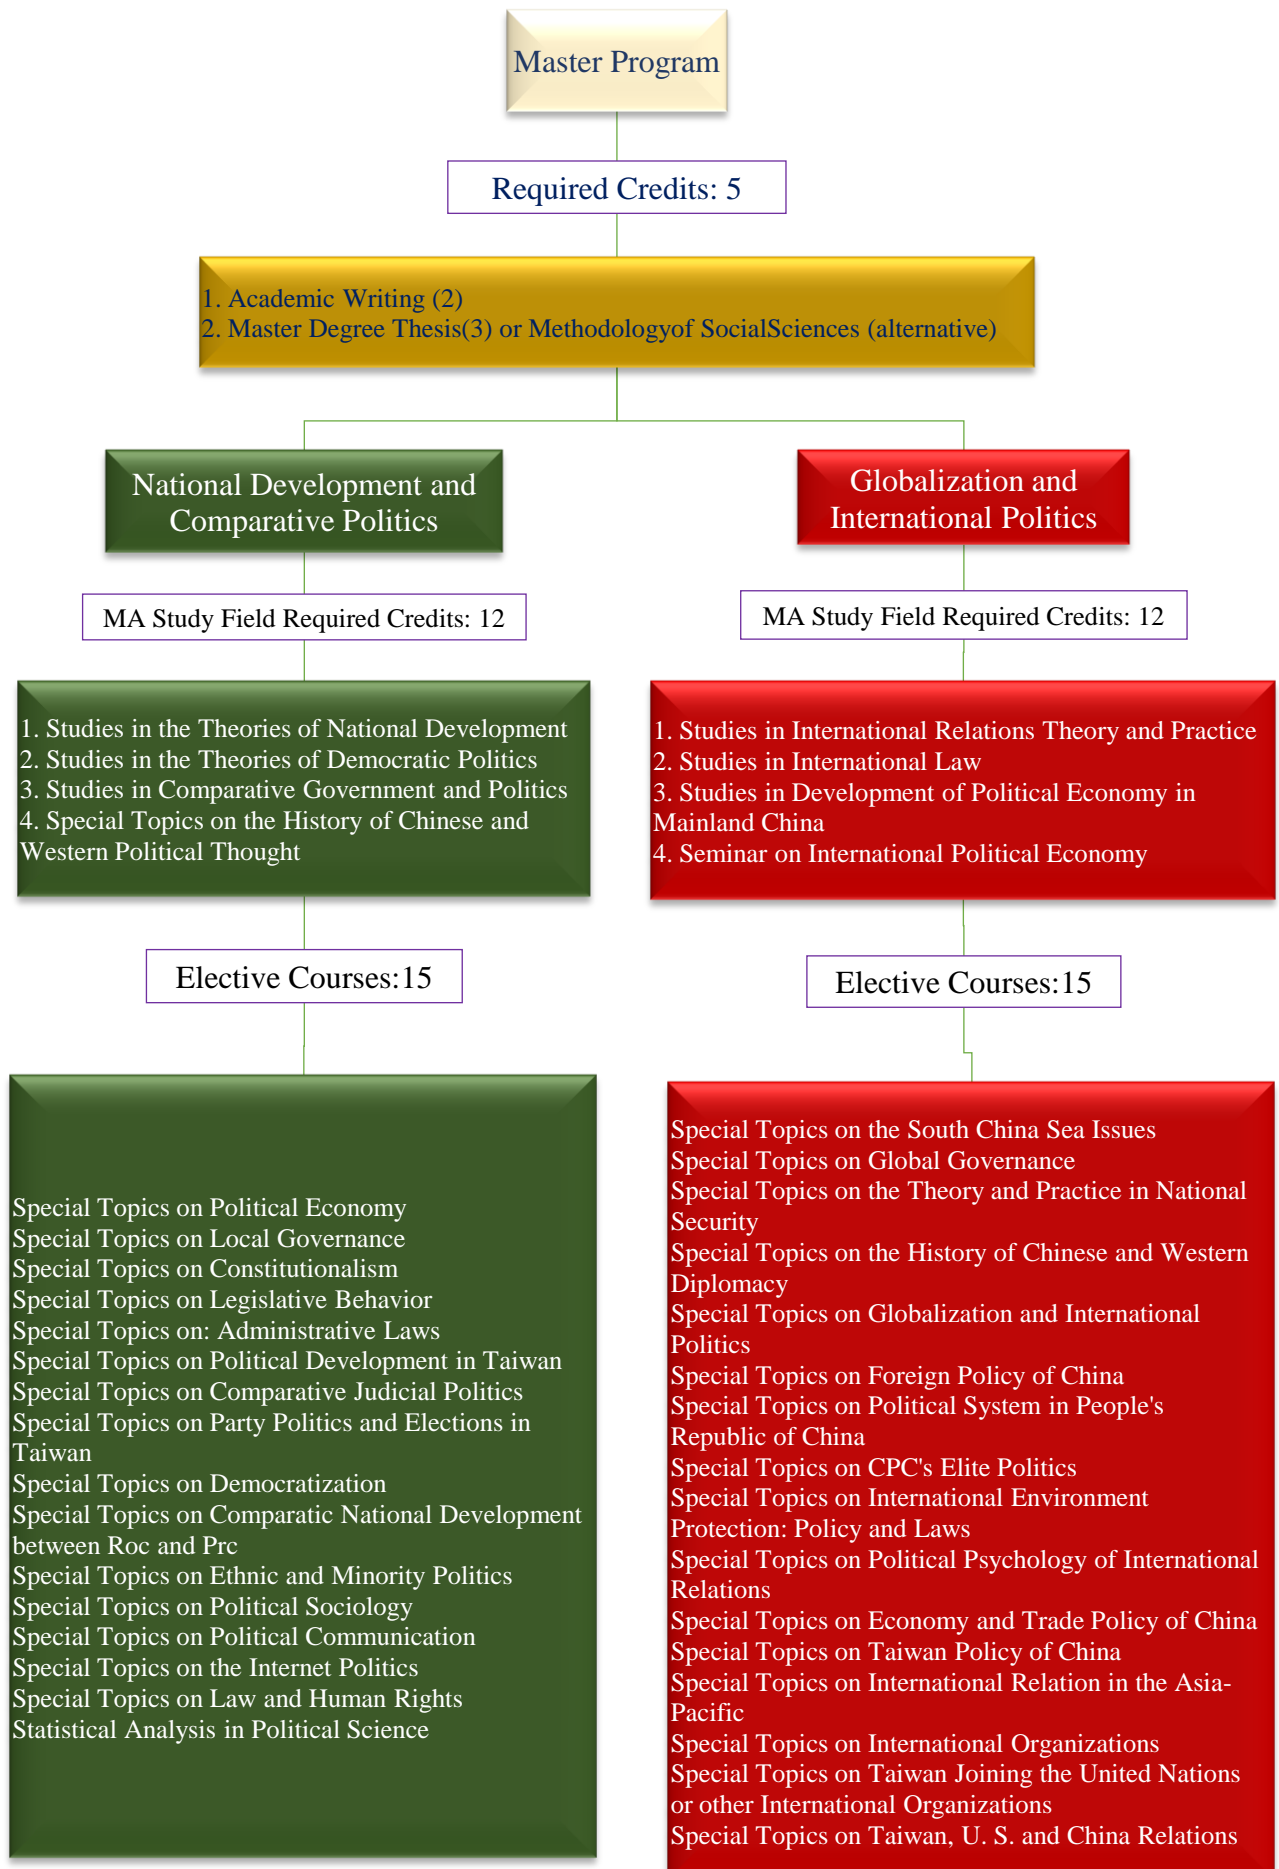 Master Program
Required Credits: 5
1. Academic Writing (2)
2. Master Degree Thesis(3) or Methodologyof SocialSciences (alternative)
National Development and
Comparative Politics
MA Study Field Required Credits: 12
1. Studies in the Theories of National Development
2. Studies in the Theories of Democratic Politics
3. Studies in Comparative Government and Politics
4. Special Topics on the History of Chinese and
Western Political Thought
Elective Courses:15
Special Topics on Political Economy
Special Topics on Local Governance
Special Topics on Constitutionalism
Special Topics on Legislative Behavior
Special Topics on: Administrative Laws
Special Topics on Political Development in Taiwan
Special Topics on Comparative Judicial Politics
Special Topics on Party Politics and Elections in
Taiwan
Special Topics on Democratization
Special Topics on Comparatic National Development
between Roc and Prc
Special Topics on Ethnic and Minority Politics
Special Topics on Political Sociology
Special Topics on Political Communication
Special Topics on the Internet Politics
Special Topics on Law and Human Rights
Statistical Analysis in Political Science
Globalization and
International Politics
MA Study Field Required Credits: 12
1. Studies in International Relations Theory and Practice
2. Studies in International Law
3. Studies in Development of Political Economy in
Mainland China
4. Seminar on International Political Economy
Elective Courses:15
Special Topics on the South China Sea Issues
Special Topics on Global Governance
Special Topics on the Theory and Practice in National
Security
Special Topics on the History of Chinese and Western
Diplomacy
Special Topics on Globalization and International
Politics
Special Topics on Foreign Policy of China
Special Topics on Political System in People's
Republic of China
Special Topics on CPC's Elite Politics
Special Topics on International Environment
Protection: Policy and Laws
Special Topics on Political Psychology of International
Relations
Special Topics on Economy and Trade Policy of China
Special Topics on Taiwan Policy of China
Special Topics on International Relation in the Asia-
Pacific
Special Topics on International Organizations
Special Topics on Taiwan Joining the United Nations
or other International Organizations
Special Topics on Taiwan, U. S. and China Relations